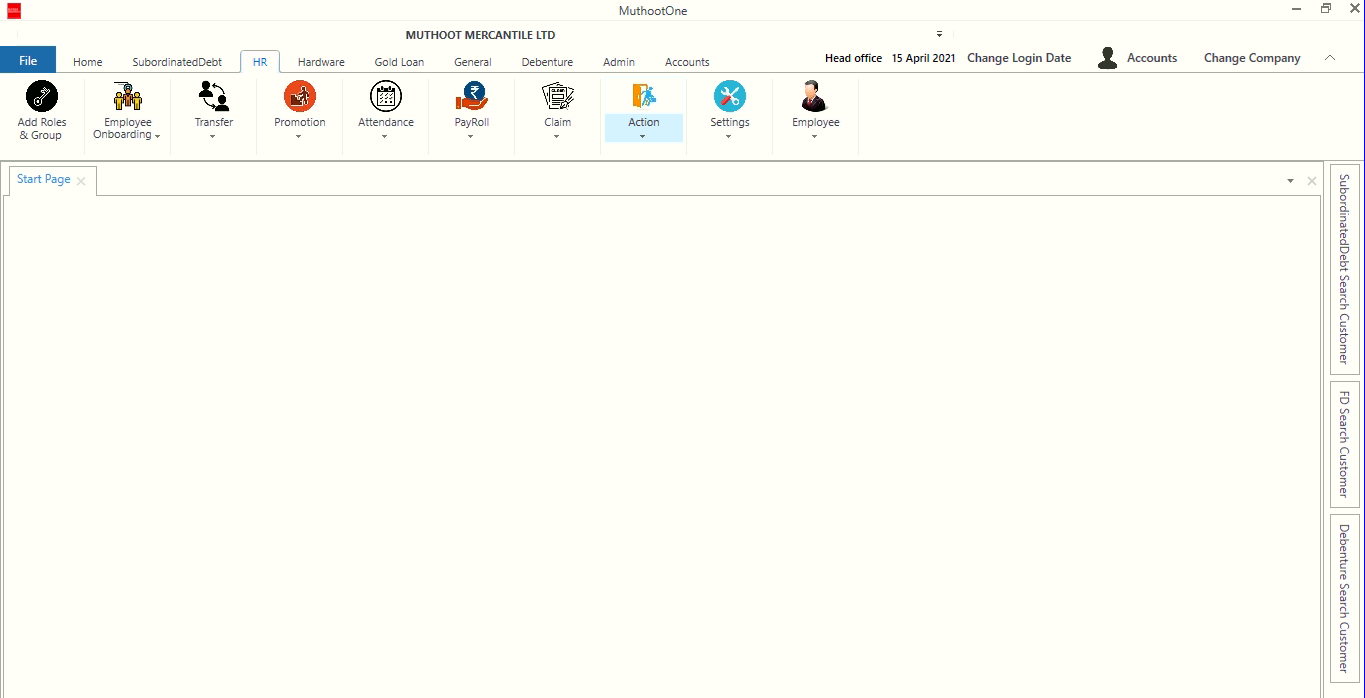 MuthootOne
MUTHOOT MERCANTILE LTD
File Home SubordinatedDebt HR Hardware Gold Loan General Debenture Admin Accounts Head office 15 April 2021 Change Login Date Accounts Change Company
Add Roles
& Group
Employee
Onboarding
Transfer
Promotion
Attendance
PayRoll
Claim
Action
Settings
Employee
Start Page
SubordinatedDebt Search Customer
FD Search Customer
Debenture Search Customer